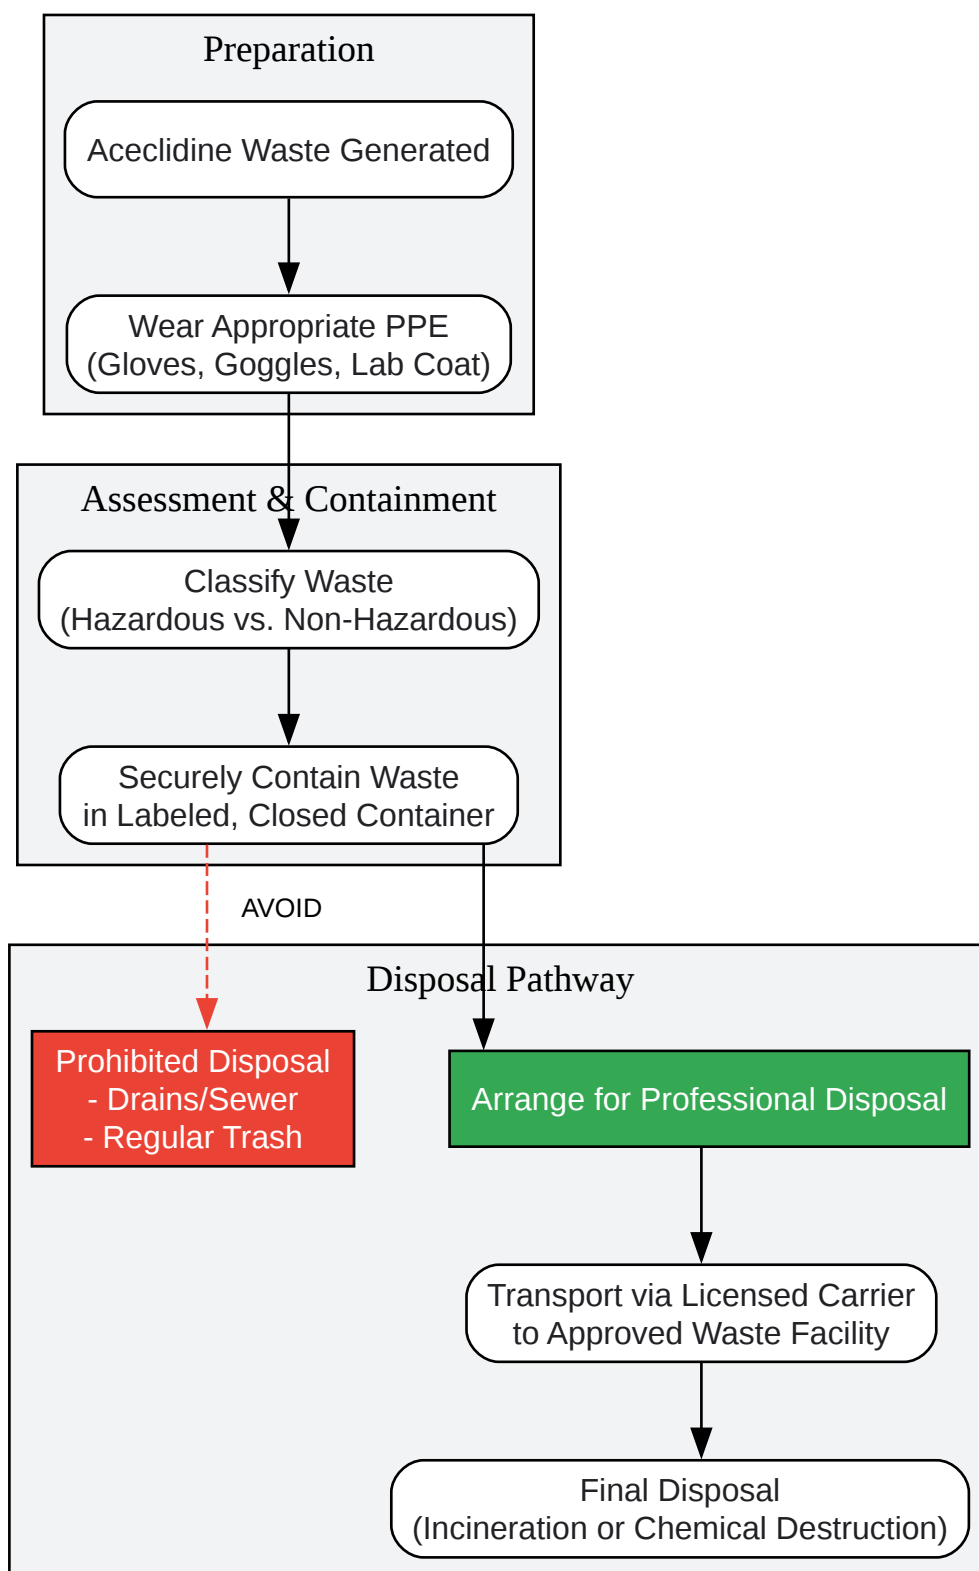 Preparation
Aceclidine Waste Generated
Wear Appropriate PPE
(Gloves, Goggles, Lab Coat)
Assessment & Containment
Classify Waste
(Hazardous vs. Non-Hazardous)
Securely Contain Waste
in Labeled, Closed Container
AVOID
Disposal Pathway
Prohibited Disposal
- Drains/Sewer
- Regular Trash
Arrange for Professional Disposal
Transport via Licensed Carrier
to Approved Waste Facility
Final Disposal
(Incineration or Chemical Destruction)